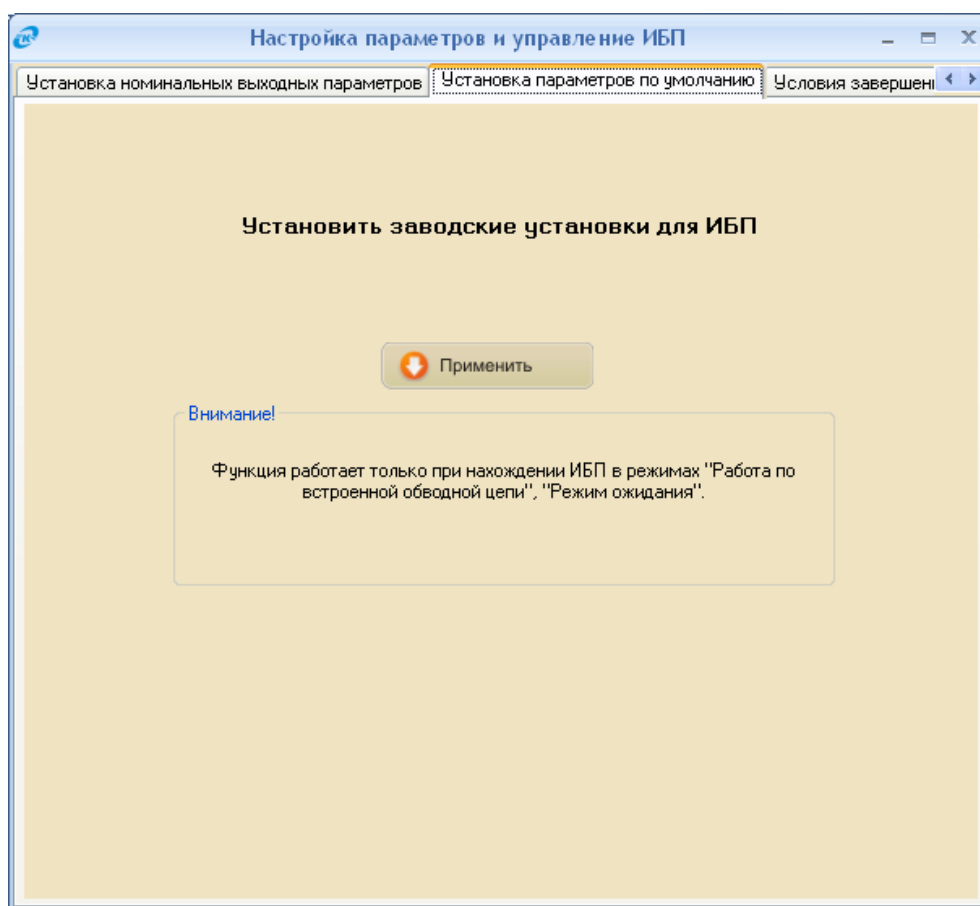 Настройка параметров и управление ИБП
Установка номинальных выходных параметров
Установка параметров по умолчанию
Условия завершені
Установить заводские установки для ИБП
Применить
Внимание!
Функция работает только при нахождении ИБП в режимах "Работа по
встроенной обводной цепи", "Режим ожидания".